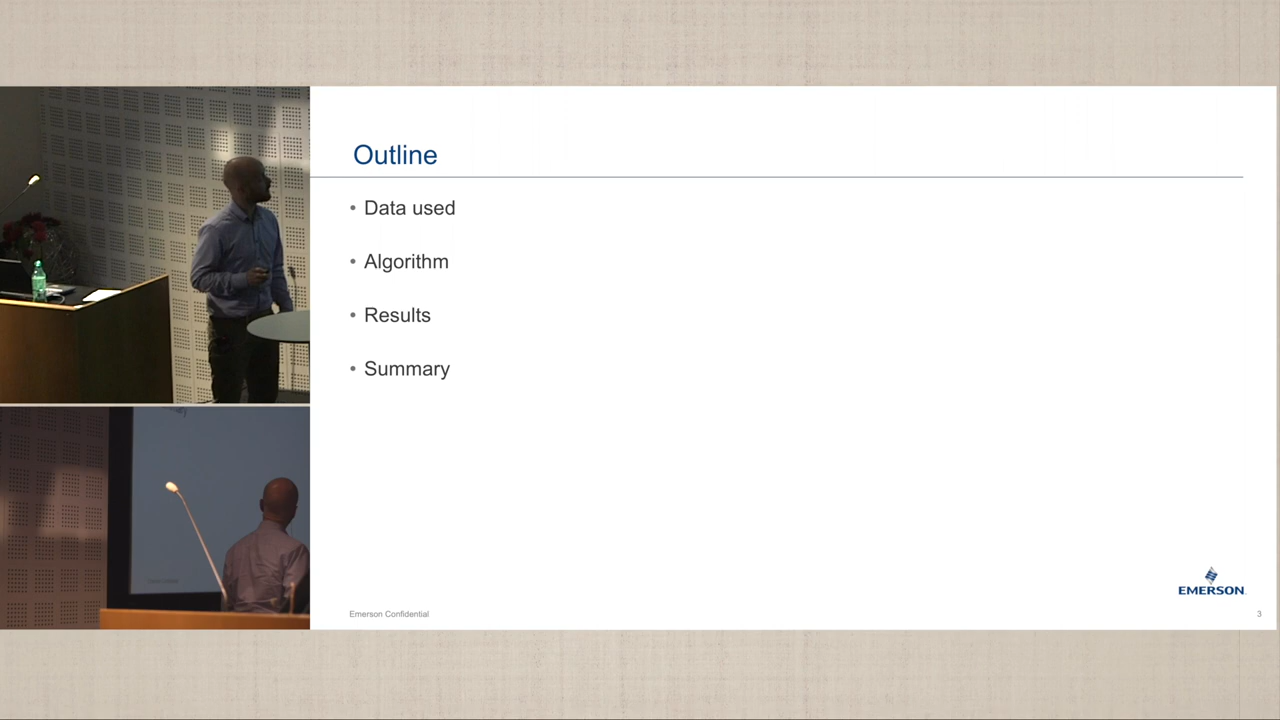 Outline
• Data used
• Algorithm
• Results
• Summary
EMERSON
Emerson Confidential
3